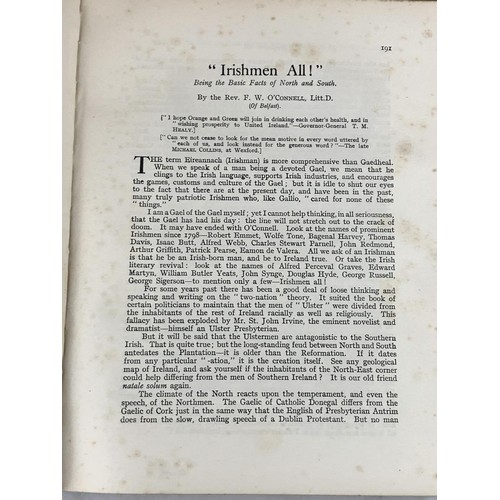 191
"Irishmen All!"
Being the Basic Facts of North and South.
By the Rev. F. W. O'CONNELL, Litt.D.
(Of Belfast).
["I hope Orange and Green will join in drinking each other's health, and in
"wishing prosperity to United Ireland."—Governor-General T. M.
HEALY.]
["Can we not cease to look for the mean motive in every word uttered by
"each of us, and look instead for the generous word?"—The late
MICHAEL COLLINS, at Wexford.]
THE term Eireannach (Irishman) is more comprehensive than Gaedheal.
When we speak of a man being a devoted Gael, we mean that he
clings to the Irish language, supports Irish industries, and encourages
the games, customs and culture of the Gael; but it is idle to shut our eyes
to the fact that there are at the present day, and have been in the past,
many truly patriotic Irishmen who, like Gallio, "cared for none of these
"things."
I am a Gael of the Gael myself; yet I cannot help thinking, in all seriousness,
that the Gael has had his day: the line will not stretch out to the crack of
doom. It may have ended with O'Connell. Look at the names of prominent
Irishmen since 1798—Robert Emmet, Wolfe Tone, Bagenal Harvey, Thomas
Davis, Isaac Butt, Alfred Webb, Charles Stewart Parnell, John Redmond,
Arthur Griffith, Patrick Pearse, Eamon de Valera. All we ask of an Irishman
is that he be an Irish-born man, and be to Ireland true. Or take the Irish
literary revival: look at the names of Alfred Perceval Graves, Edward
Martyn, William Butler Yeats, John Synge, Douglas Hyde, George Russell,
George Sigerson—to mention only a few—Irishmen all!
For some years past there has been a good deal of loose thinking and
speaking and writing on the "two-nation" theory. It suited the book of
certain politicians to maintain that the men of "Ulster" were divided from
the inhabitants of the rest of Ireland racially as well as religiously. This
fallacy has been exploded by Mr. St. John Irvine, the eminent novelist and
dramatist—himself an Ulster Presbyterian.
But it will be said that the Ulstermen are antagonistic to the Southern
Irish. That is quite true; but the long-standing feud between North and South
antedates the Plantation—it is older than the Reformation. If it dates
from any particular "-ation," it is the creation itself. See any geological
map of Ireland, and ask yourself if the inhabitants of the North-East corner
could help differing from the men of Southern Ireland? It is our old friend
natale solum again.
The climate of the North reacts upon the temperament, and even the
speech, of the Northmen. The Gaelic of Catholic Donegal differs from the
Gaelic of Cork just in the same way that the English of Presbyterian Antrim
does from the slow, drawling speech of a Dublin Protestant. But no man